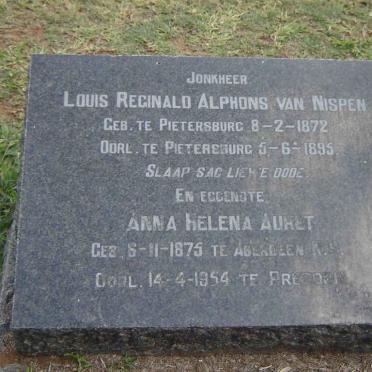 Jonkheer
Louis Reginald Alphons van Nispen
Geb. te Pietersburg 8-2-1872
Oorl. te Pietersburg 5-6-1895
Slaap sag liewe dode
En eggenote
Anna Helena Auret
Geb. 6-11-1875 te Aberdeen
Oorl. 14-4-1954 te Pretoria